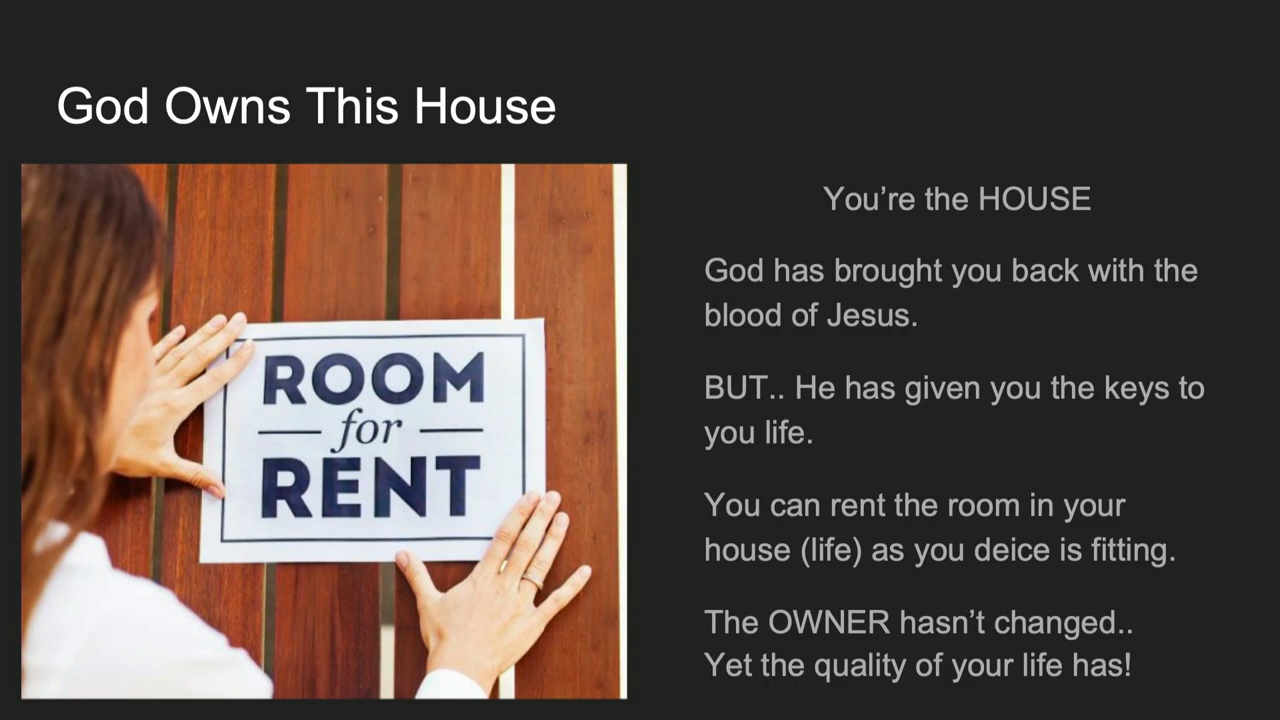 God Owns This House
ROOM
for
RENT
You’re the HOUSE
God has brought you back with the
blood of Jesus.
BUT.. He has given you the keys to
you life.
You can rent the room in your
house (life) as you deice is fitting.
The OWNER hasn’t changed..
Yet the quality of your life has!